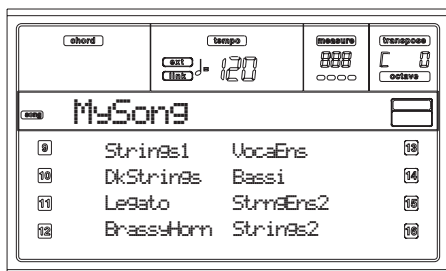 chord tempo measure transpose
ext link ♩= 120 888 C 0
octave
song MySong
9 Strings1 VocaEns 13
10 DkStrings Bassi 14
11 Legato StrngEns2 15
12 BrassyHorn Strings2 16